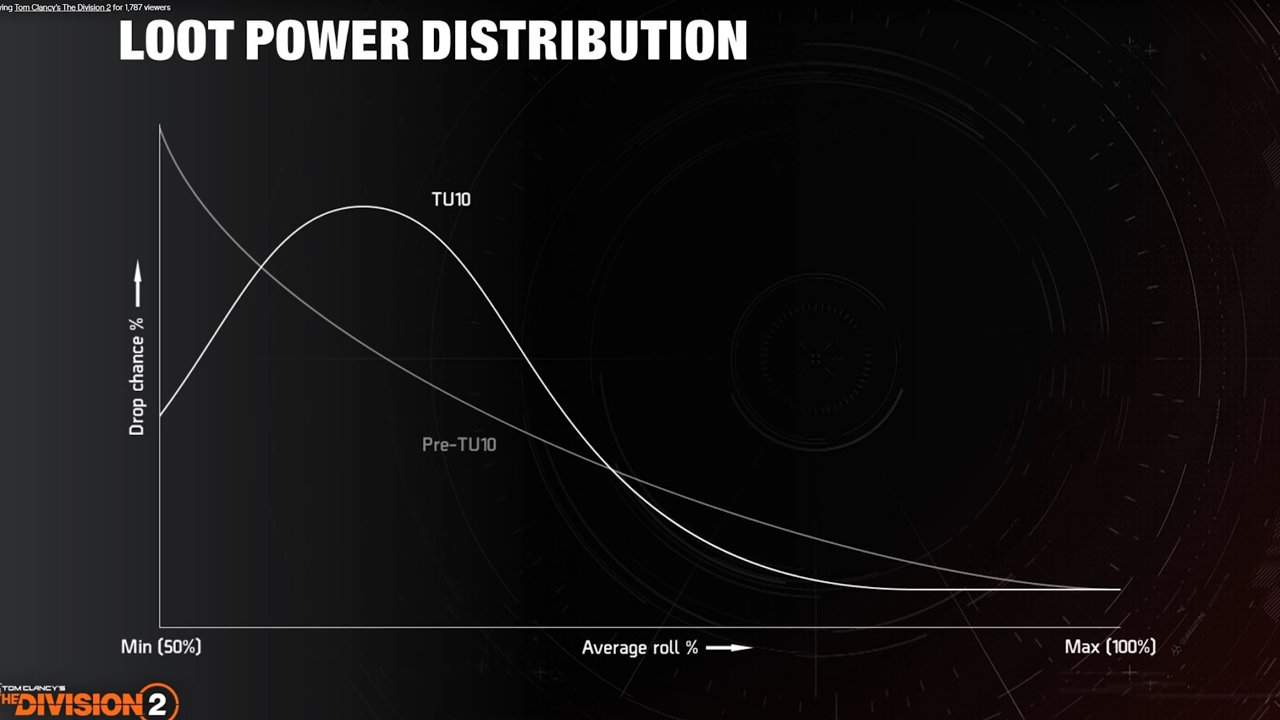 ying Tom Clancy's The Division 2 for 1,787 viewers
LOOT POWER DISTRIBUTION
TU10
Drop chance %
Pre-TU10
Min (50%)
Average roll %
Max (100%)
TOM CLANCY'S
THE DIVISION 2